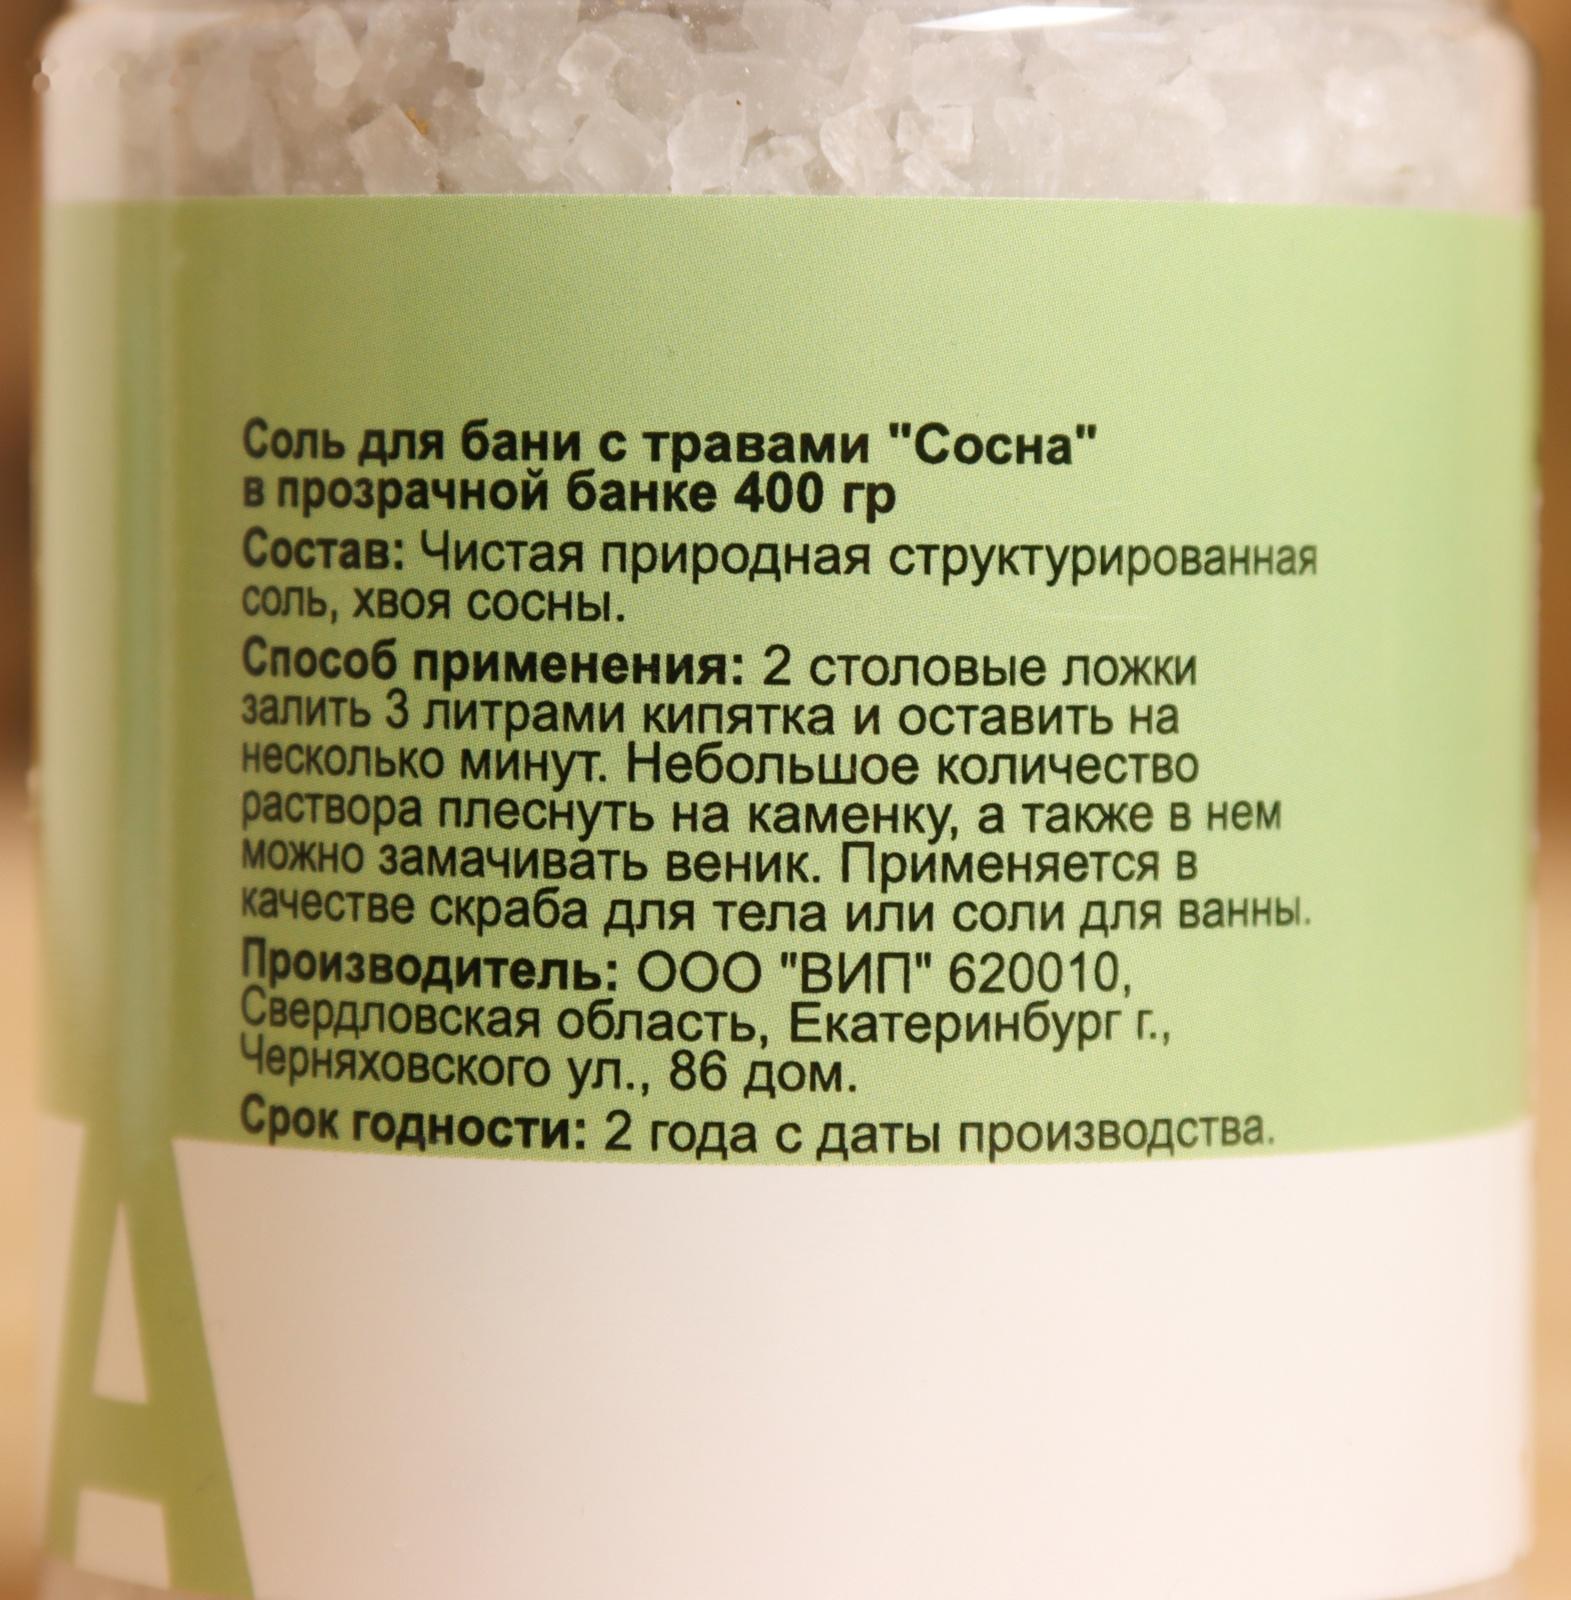 Соль для бани с травами "Сосна"
в прозрачной банке 400 гр
Состав: Чистая природная структурированная
соль, хвоя сосны.
Способ применения: 2 столовые ложки
залить 3 литрами кипятка и оставить на
несколько минут. Небольшое количество
раствора плеснуть на каменку, а также в нем
можно замачивать веник. Применяется в
качестве скраба для тела или соли для ванны.
Производитель: ООО "ВИП" 620010,
Свердловская область, Екатеринбург г.,
Черняховского ул., 86 дом.
Срок годности: 2 года с даты производства.
А